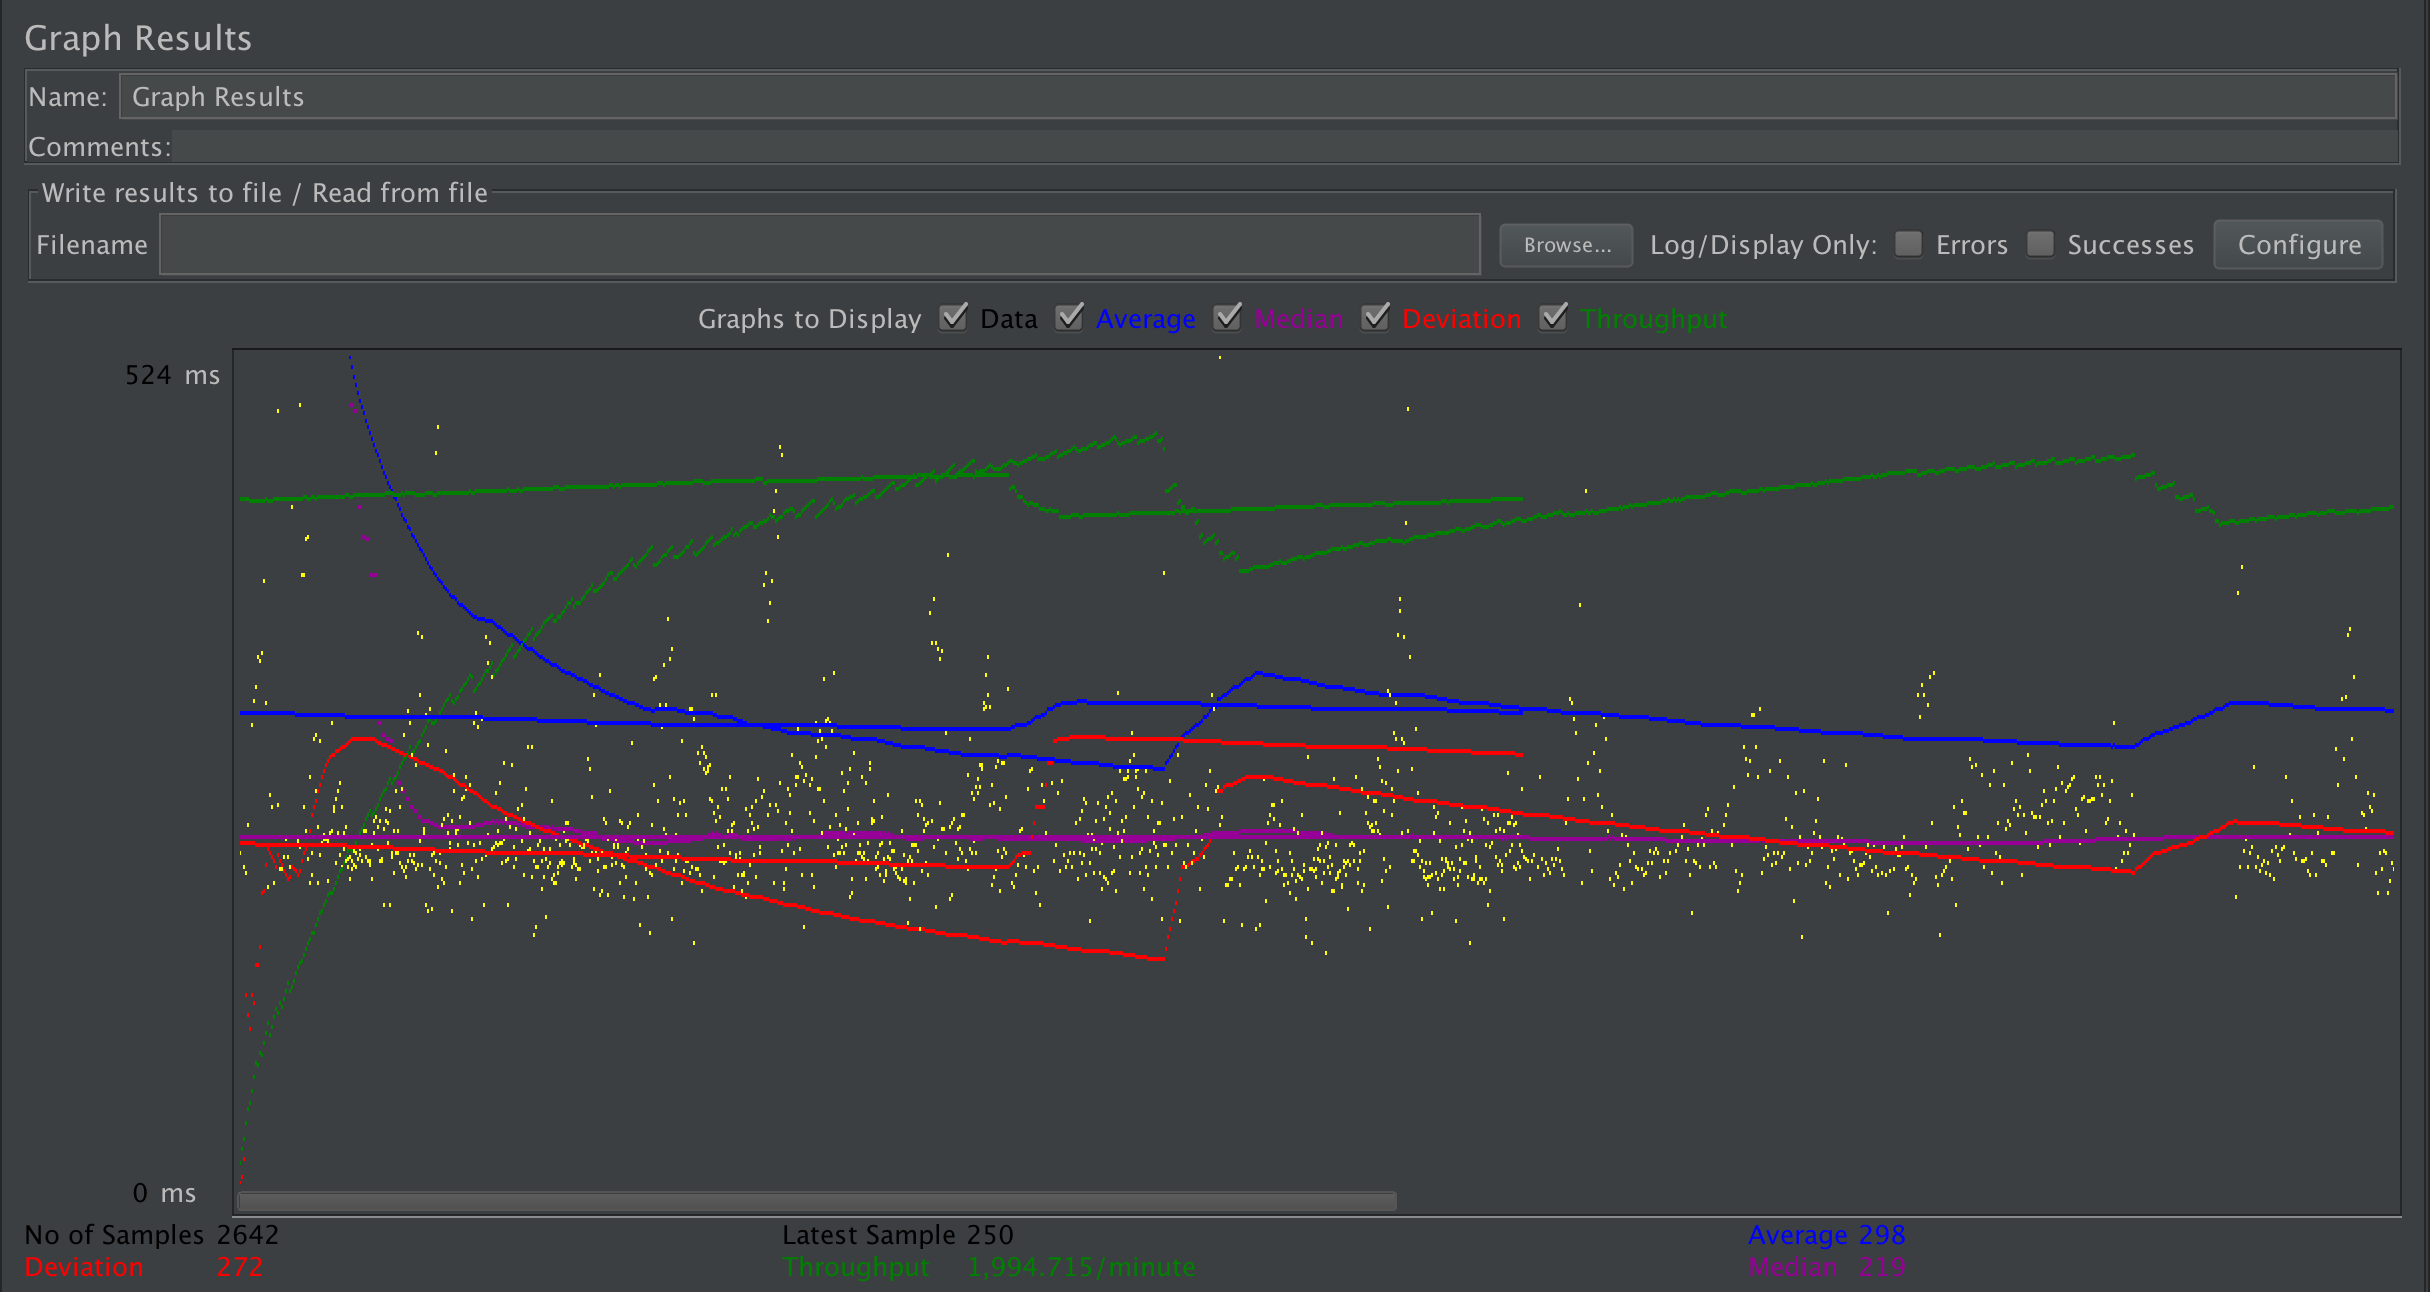 Graph Results
Name: Graph Results
Comments:
Write results to file / Read from file
Filename Browse... Log/Display Only: Errors Successes Configure
Graphs to Display Data Average Median Deviation Throughput
524 ms
0 ms
No of Samples 2642 Latest Sample 250 Average 298
Deviation 272 Throughput 1,994.715/minute Median 219